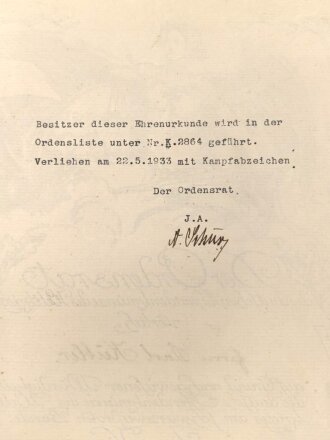 Besitzer dieser Ehrenurkunde wird in der
Ordensliste unter Nr.K.2864 geführt.
Verliehen am 22.5.1933 mit Kampfabzeichen.
Der Ordensrat.
J.A.